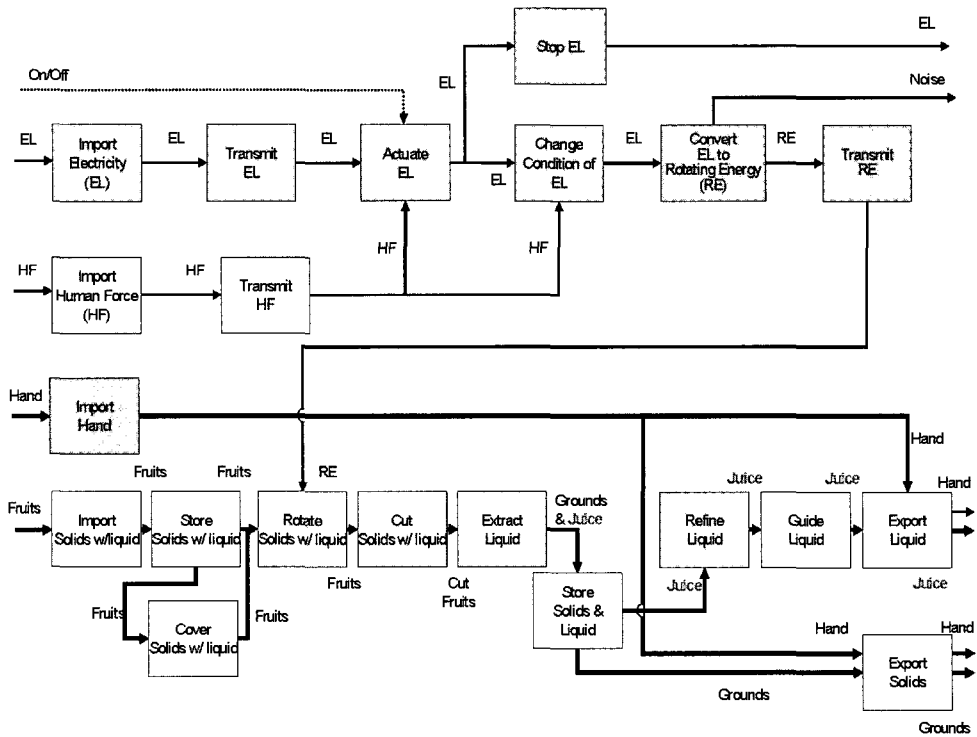 EL
Stop EL
On/Off
EL
Noise
EL
Import
Electricity
(EL)
EL
Transmit
EL
EL
Actuate
EL
EL
Change
Condition of
EL
EL
Convert
EL to
Rotating Energy
(RE)
RE
Transmit
RE
HF
Import
Human Force
(HF)
HF
Transmit
HF
HF
HF
Hand
Import
Hand
Hand
Fruits
Fruits
RE
Fruits
Import
Solids w/liquid
Store
Solids w/ liquid
Rotate
Solids w/ liquid
Cut
Solids w/ liquid
Extract
Liquid
Grounds
& Juice
Juice
Juice
Refine
Liquid
Guide
Liquid
Export
Liquid
Hand
Fruits
Cut
Fruits
Juice
Juice
Fruits
Cover
Solids w/ liquid
Fruits
Store
Solids &
Liquid
Hand
Export
Solids
Hand
Grounds
Grounds